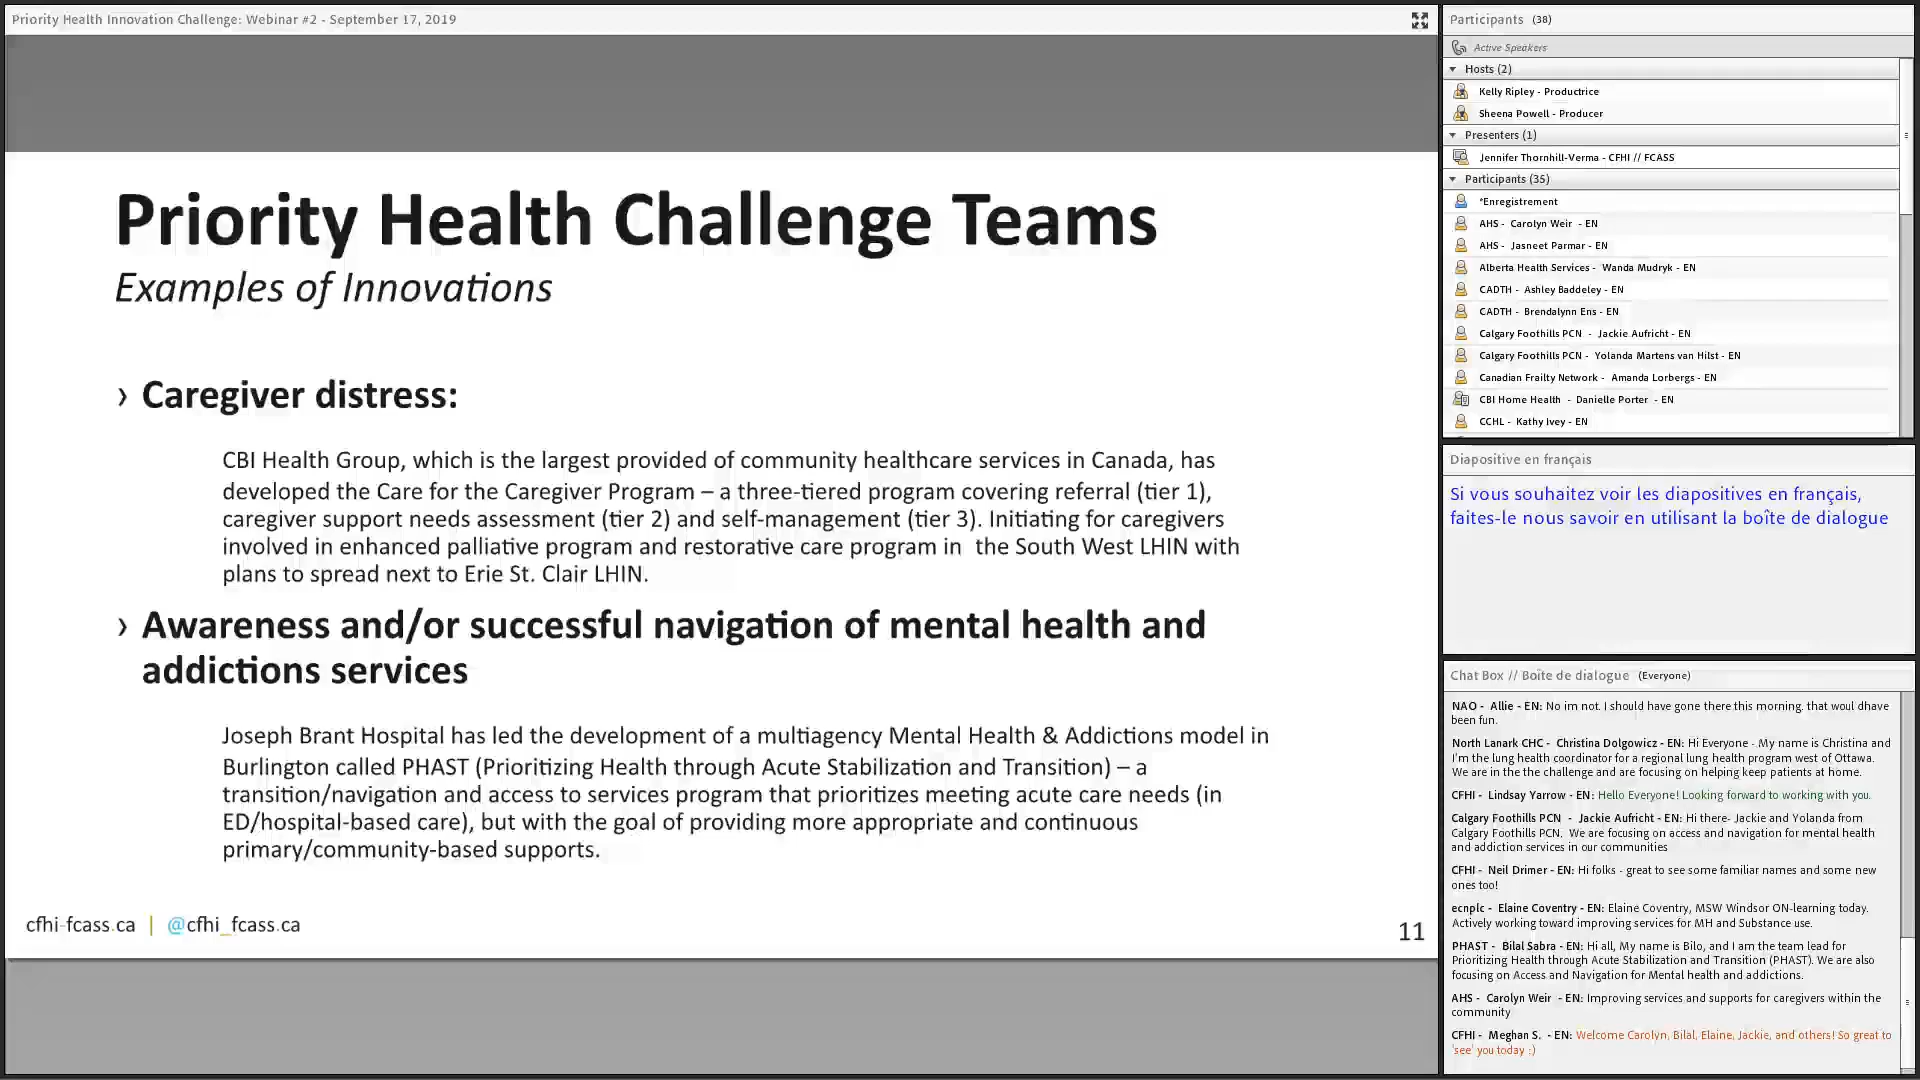 Priority Health Innovation Challenge: Webinar #2 - September 17, 2019
Priority Health Challenge Teams
Examples of Innovations
› Caregiver distress:
CBI Health Group, which is the largest provided of community healthcare services in Canada, has
developed the Care for the Caregiver Program – a three-tiered program covering referral (tier 1),
caregiver support needs assessment (tier 2) and self-management (tier 3). Initiating for caregivers
involved in enhanced palliative program and restorative care program in  the South West LHIN with
plans to spread next to Erie St. Clair LHIN.
› Awareness and/or successful navigation of mental health and
addictions services
Joseph Brant Hospital has led the development of a multiagency Mental Health & Addictions model in
Burlington called PHAST (Prioritizing Health through Acute Stabilization and Transition) – a
transition/navigation and access to services program that prioritizes meeting acute care needs (in
ED/hospital-based care), but with the goal of providing more appropriate and continuous
primary/community-based supports.
cfhi-fcass.ca | @cfhi_fcass.ca
11
Participants (38)
Active Speakers
Hosts (2)
Kelly Ripley - Productrice
Sheena Powell - Producer
Presenters (1)
Jennifer Thornhill-Verma - CFHI // FCASS
Participants (35)
*Enregistrement
AHS - Carolyn Weir - EN
AHS - Jasneet Parmar - EN
Alberta Health Services - Wanda Mudryk - EN
CADTH - Ashley Baddeley - EN
CADTH - Brendalynn Ens - EN
Calgary Foothills PCN - Jackie Aufricht - EN
Calgary Foothills PCN - Yolanda Martens van Hilst - EN
Canadian Frailty Network - Amanda Lorbergs - EN
CBI Home Health - Danielle Porter - EN
CCHL - Kathy Ivey - EN
Diapositive en français
Si vous souhaitez voir les diapositives en français,
faites-le nous savoir en utilisant la boîte de dialogue
Chat Box // Boîte de dialogue (Everyone)
NAO - Allie - EN: No im not. I should have gone there this morning. that woul dhave
been fun.
North Lanark CHC - Christina Dolgowicz - EN: Hi Everyone - My name is Christina and
I'm the lung health coordinator for a regional lung health program west of Ottawa.
We are in the the challenge and are focusing on helping keep patients at home.
CFHI - Lindsay Yarrow - EN: Hello Everyone! Looking forward to working with you.
Calgary Foothills PCN - Jackie Aufricht - EN: Hi there- Jackie and Yolanda from
Calgary Foothills PCN, We are focusing on access and navigation for mental health
and addiction services in our communities
CFHI - Neil Drimer - EN: Hi folks - great to see some familiar names and some new
ones too!
ecnplc - Elaine Coventry - EN: Elaine Coventry, MSW Windsor ON-learning today.
Actively working toward improving services for MH and Substance use.
PHAST - Bilal Sabra - EN: Hi all, My name is Bilo, and I am the team lead for
Prioritizing Health through Acute Stabilization and Transition (PHAST). We are also
focusing on Access and Navigation for Mental health and addictions.
AHS - Carolyn Weir - EN: Improving services and supports for caregivers within the
community
CFHI - Meghan S. - EN: Welcome Carolyn, Bilal, Elaine, Jackie, and others! So great to
'see' you today :)